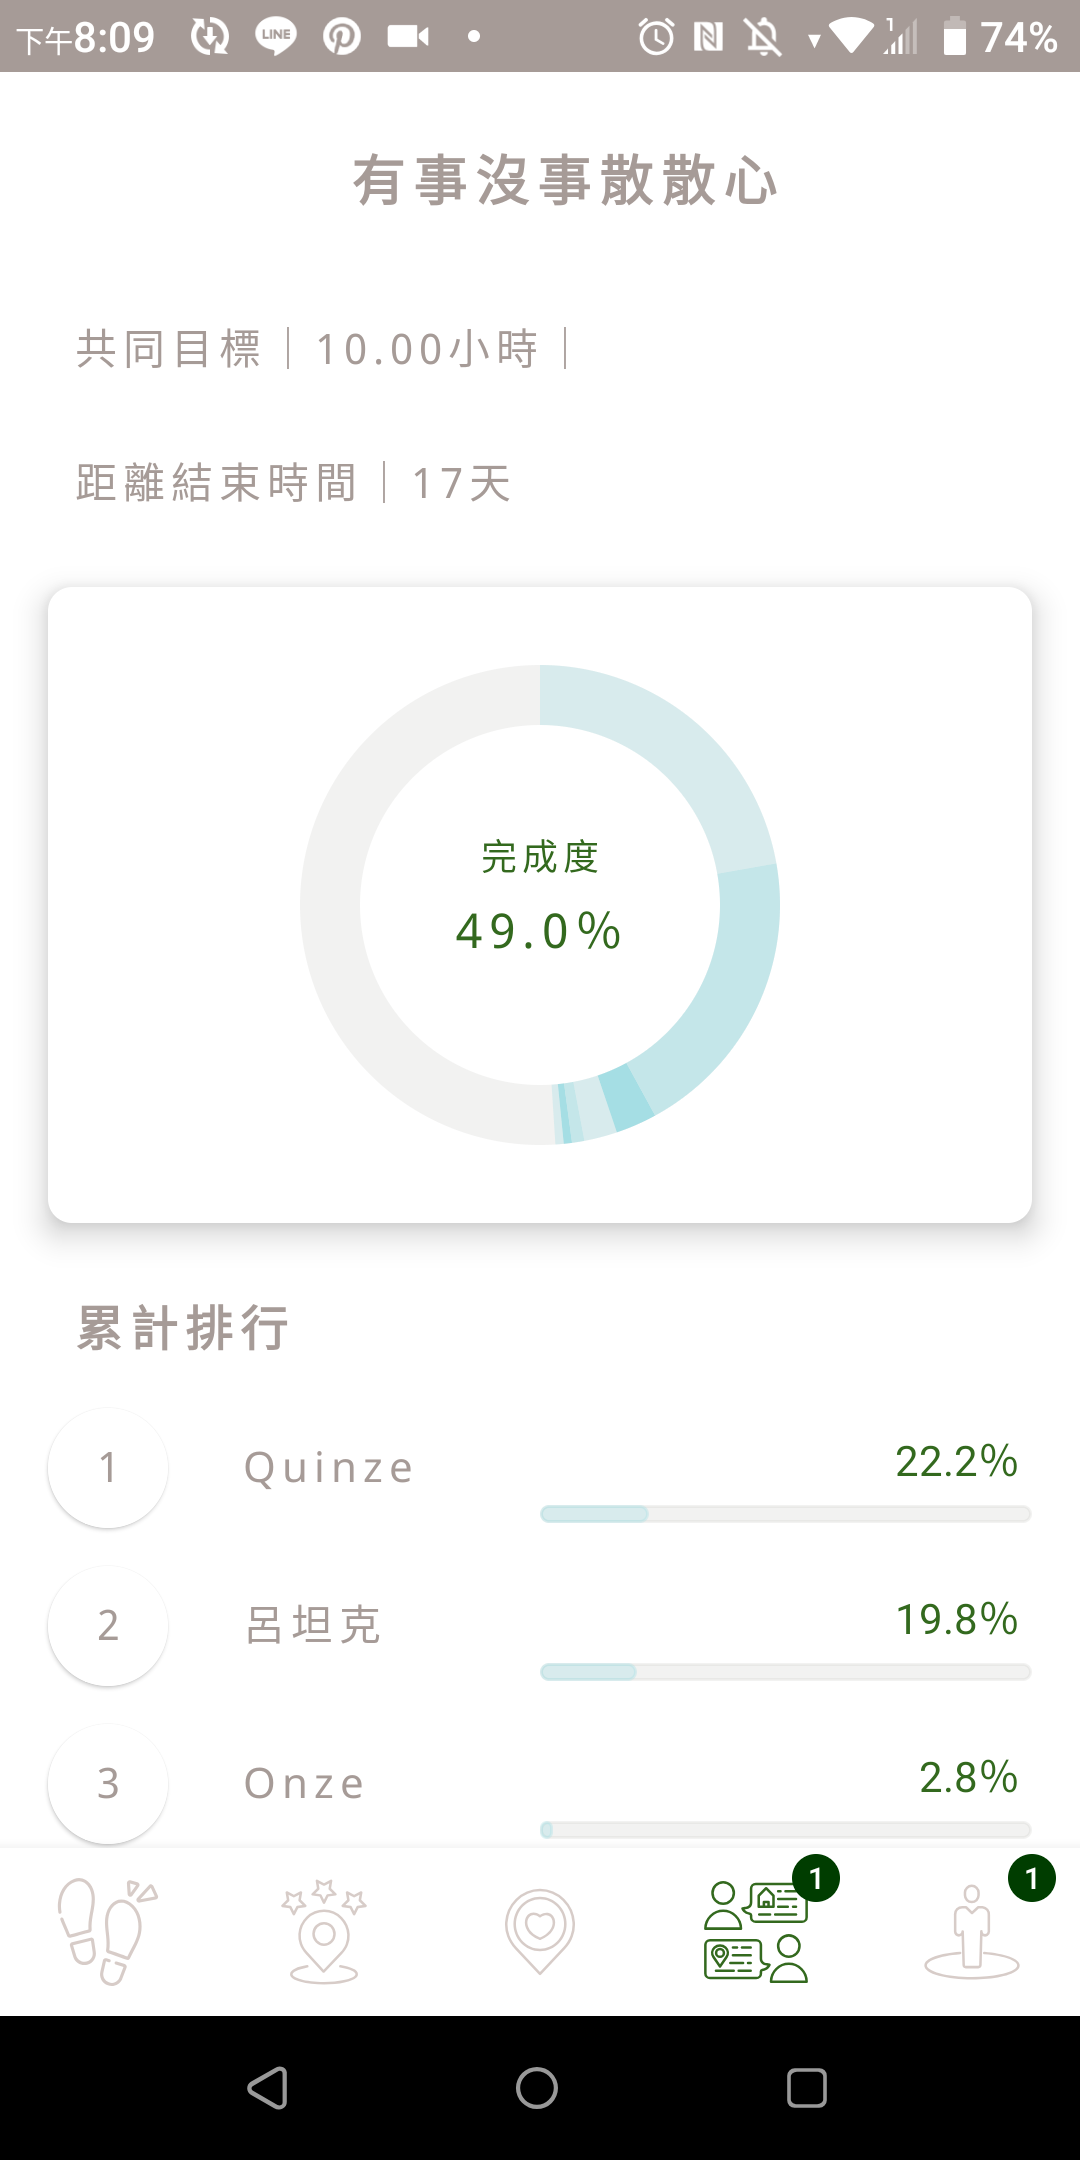 下午8:09 LINE 1 74%
有事沒事散散心
共同目標｜10.00小時｜
距離結束時間｜17天
完成度
49.0%
累計排行
1 Quinze 22.2%
2 呂坦克 19.8%
3 Onze 2.8%
1 1